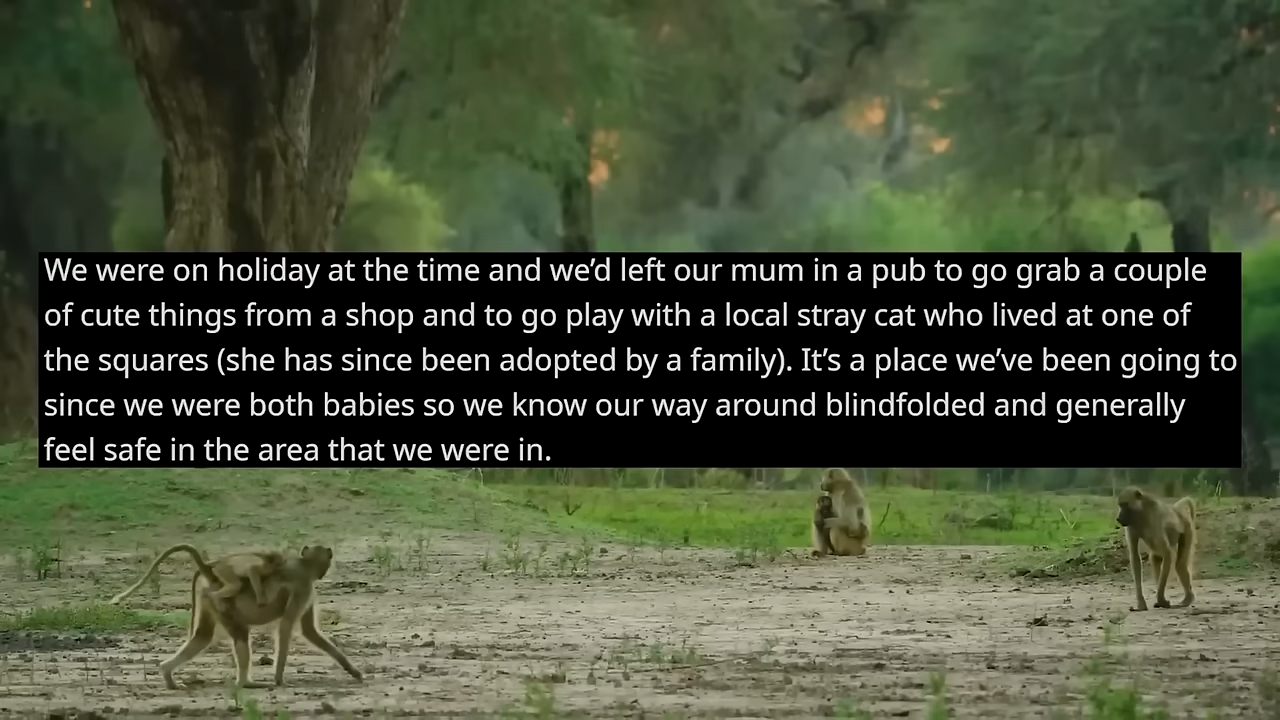 We were on holiday at the time and we’d left our mum in a pub to go grab a couple
of cute things from a shop and to go play with a local stray cat who lived at one of
the squares (she has since been adopted by a family). It’s a place we’ve been going to
since we were both babies so we know our way around blindfolded and generally
feel safe in the area that we were in.